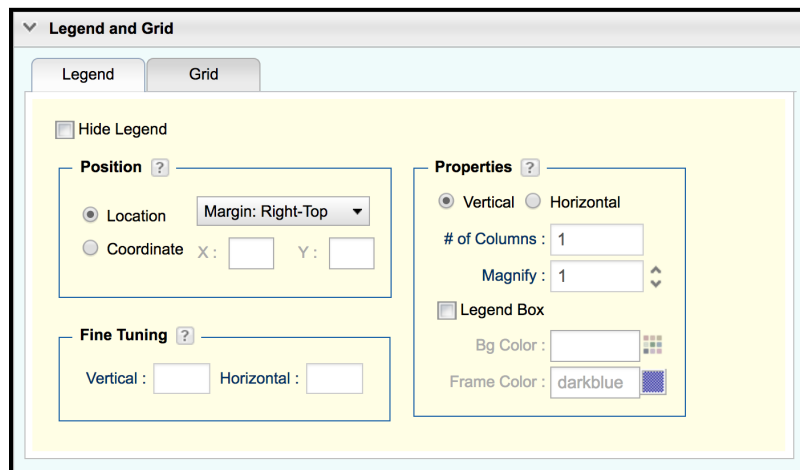 Legend and Grid
Legend Grid
Hide Legend
Position ?
Location Margin: Right-Top
Coordinate X : Y :
Fine Tuning ?
Vertical : Horizontal :
Properties ?
Vertical Horizontal
# of Columns : 1
Magnify : 1
Legend Box
Bg Color :
Frame Color : darkblue